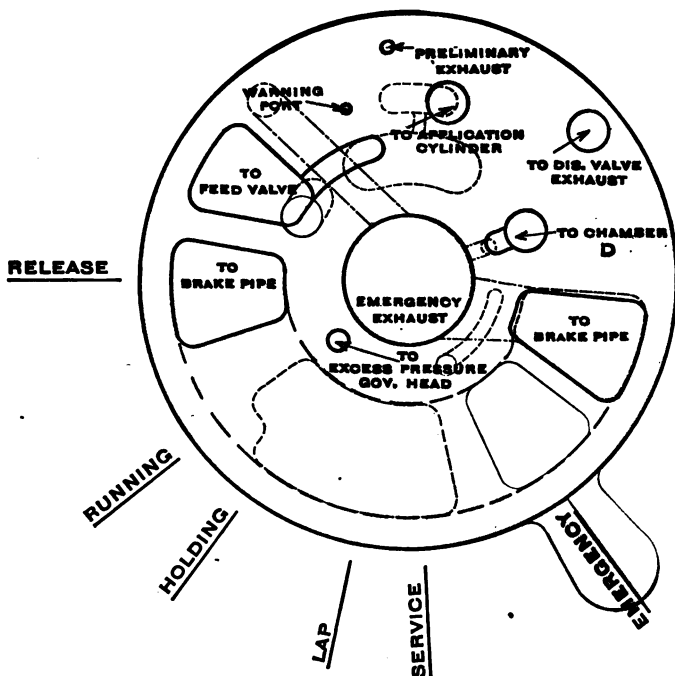 PRELIMINARY
EXHAUST
WARNING
PORT
TO APPLICATION
CYLINDER
TO DIS. VALVE
EXHAUST
TO
FEED VALVE
TO CHAMBER
D
RELEASE
TO
BRAKE PIPE
EMERGENCY
EXHAUST
TO
BRAKE PIPE
TO
EXCESS PRESSURE
GOV. HEAD
RUNNING
HOLDING
LAP
SERVICE
EMERGENCY